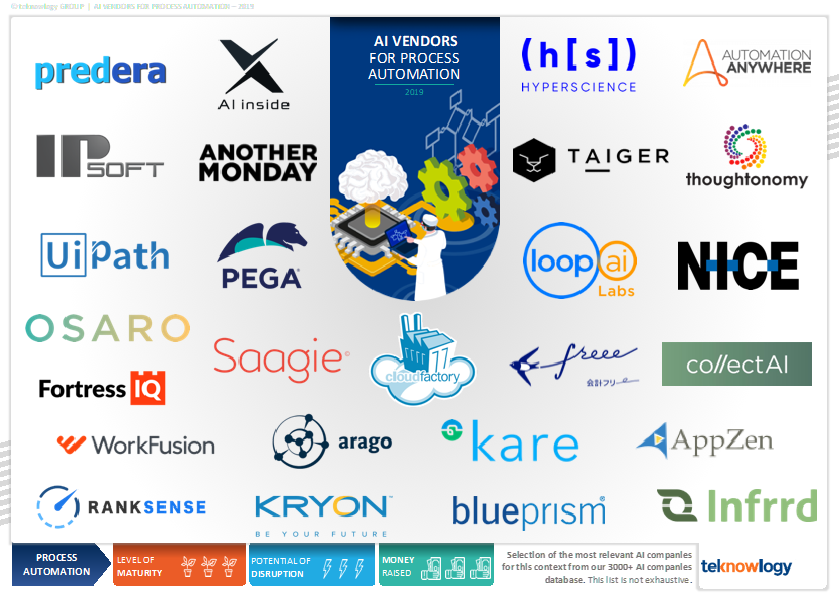 ©teknowlogy GROUP | AI VENDORS FOR PROCESS AUTOMATION – 2019
AI VENDORS
FOR PROCESS
AUTOMATION
2019
predera
AI inside
(h[s])
HYPERSCIENCE
AUTOMATION
ANYWHERE
IPSOFT
ANOTHER
MONDAY
TAIGER
thoughtonomy
UiPath
PEGA
loop ai
Labs
NICE
OSARO
Saagie
cloudfactory
freee
会計フリー
collectAI
Fortress IQ
WorkFusion
arago
kare
AppZen
RANKSENSE
KRYON™
BE YOUR FUTURE
blueprism®
Infrrd
PROCESS
AUTOMATION
LEVEL OF
MATURITY
POTENTIAL OF
DISRUPTION
MONEY
RAISED
Selection of the most relevant AI companies
for this context from our 3000+ AI companies
database. This list is not exhaustive.
teknowlogy